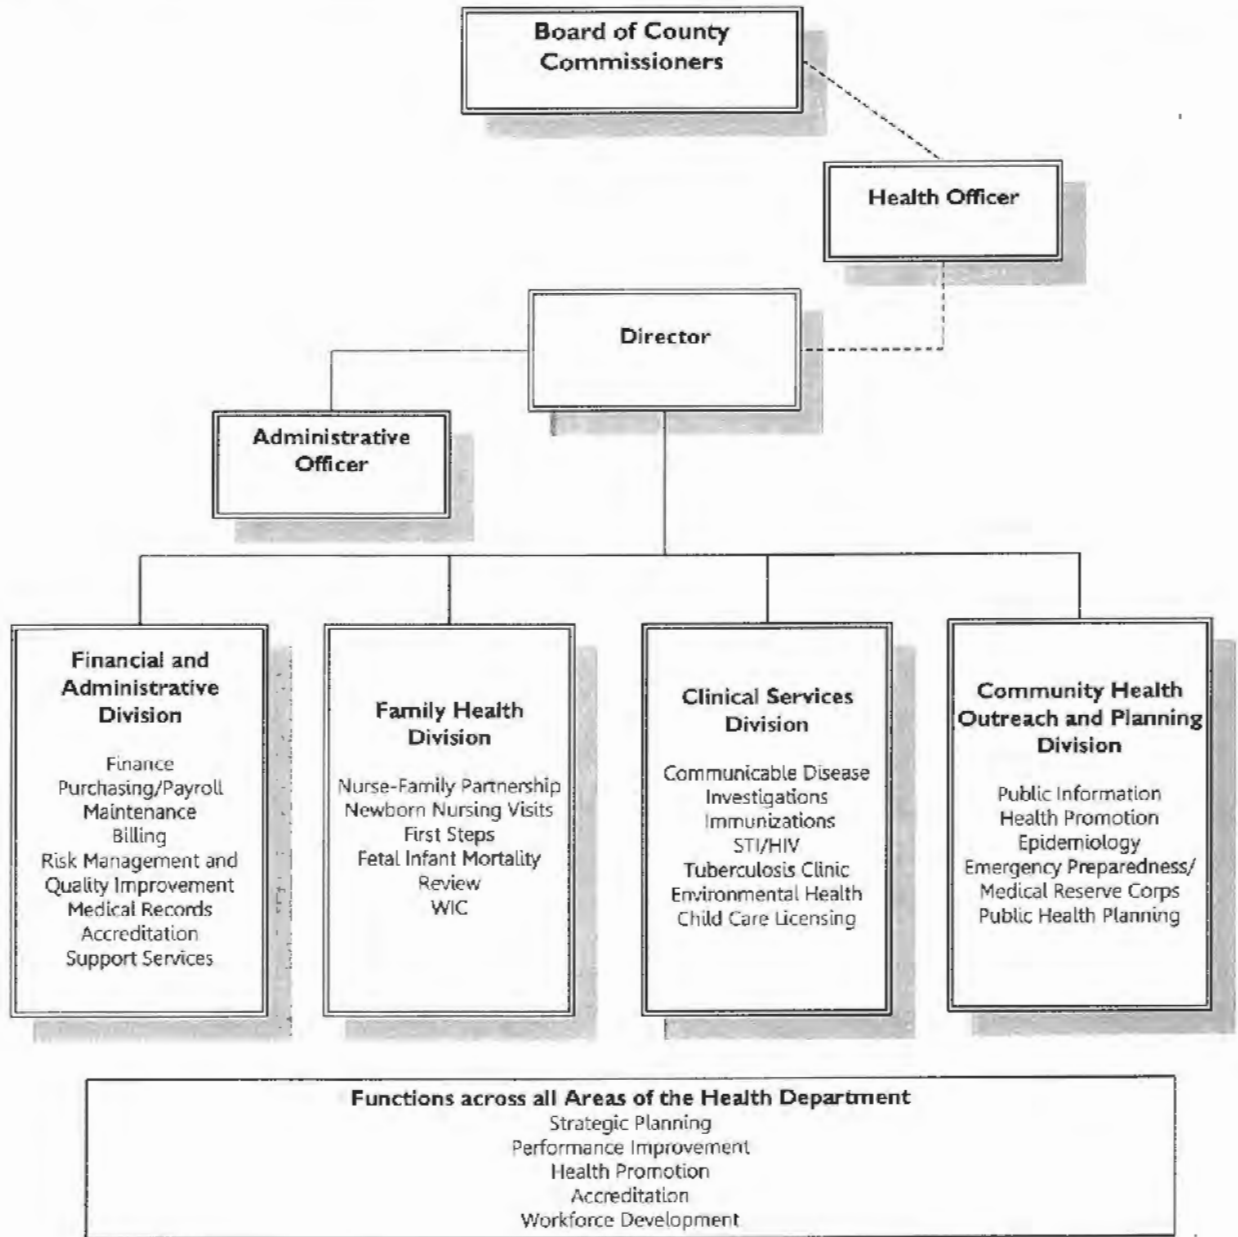 Board of County
Commissioners
Health Officer
Director
Administrative
Officer
Financial and
Administrative
Division
Finance
Purchasing/Payroll
Maintenance
Billing
Risk Management and
Quality Improvement
Medical Records
Accreditation
Support Services
Family Health
Division
Nurse-Family Partnership
Newborn Nursing Visits
First Steps
Fetal Infant Mortality
Review
WIC
Clinical Services
Division
Communicable Disease
Investigations
Immunizations
STI/HIV
Tuberculosis Clinic
Environmental Health
Child Care Licensing
Community Health
Outreach and Planning
Division
Public Information
Health Promotion
Epidemiology
Emergency Preparedness/
Medical Reserve Corps
Public Health Planning
Functions across all Areas of the Health Department
Strategic Planning
Performance Improvement
Health Promotion
Accreditation
Workforce Development